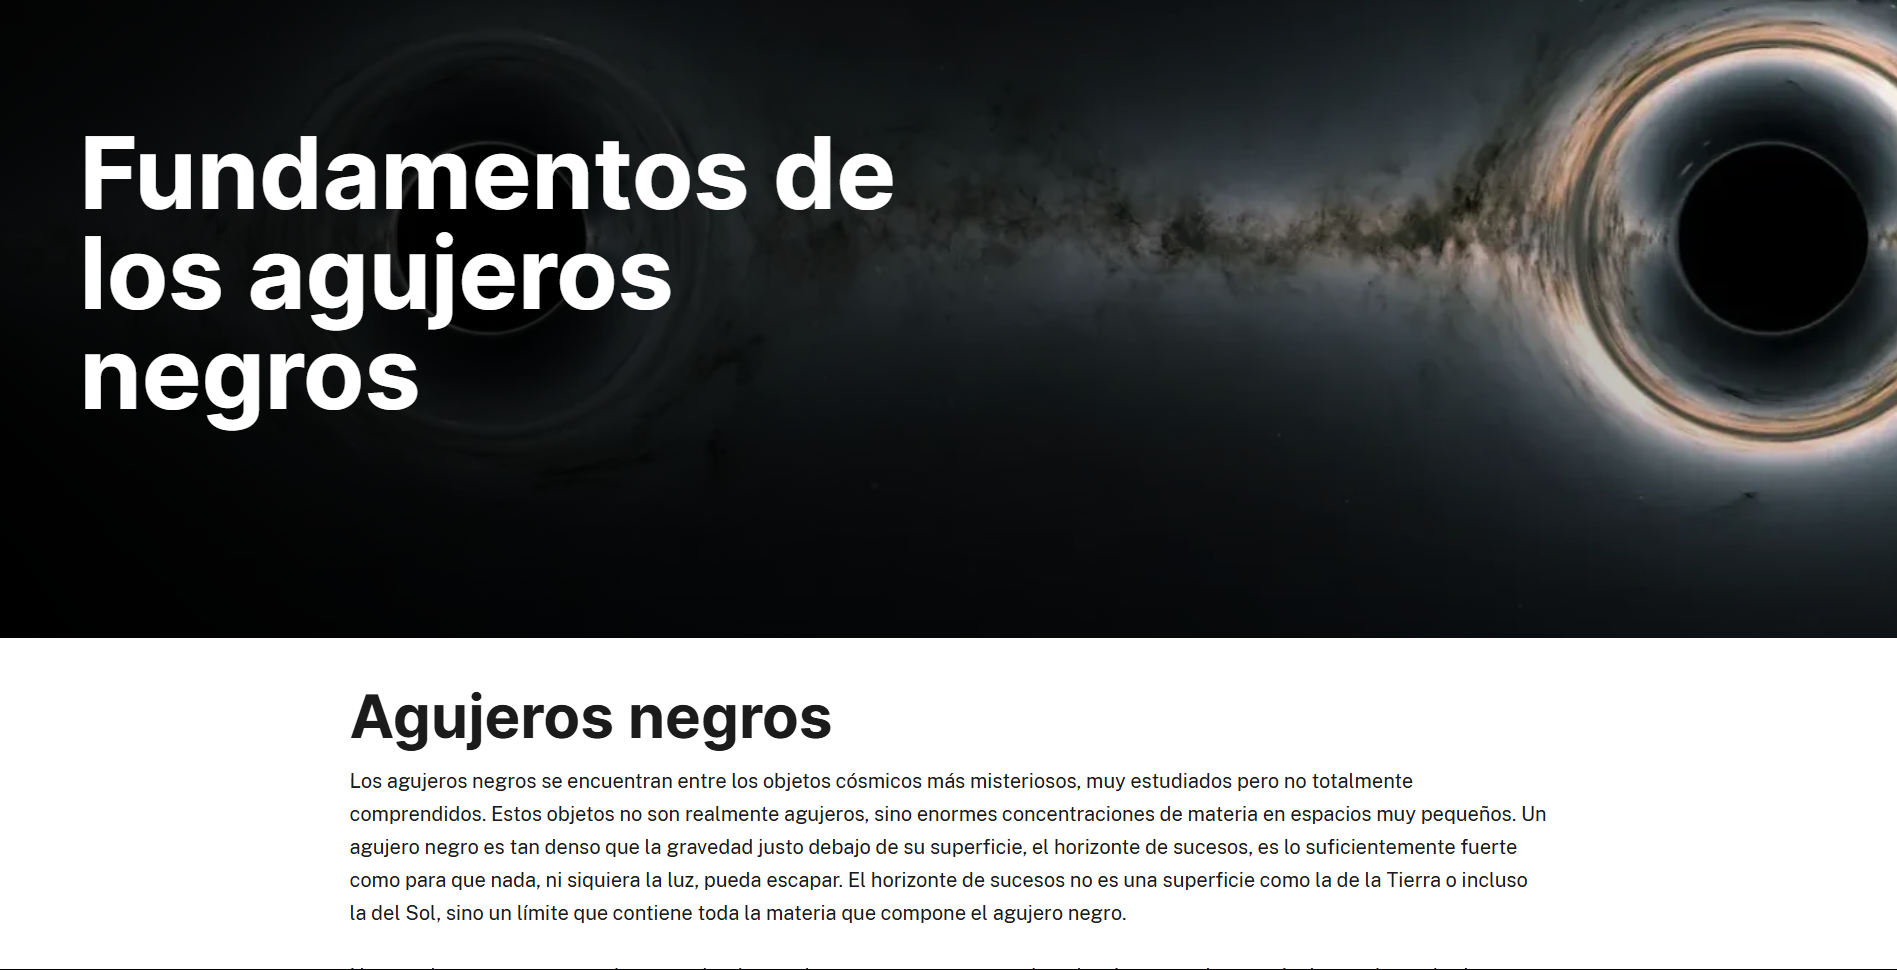 Fundamentos de
los agujeros
negros
Agujeros negros
Los agujeros negros se encuentran entre los objetos cósmicos más misteriosos, muy estudiados pero no totalmente
comprendidos. Estos objetos no son realmente agujeros, sino enormes concentraciones de materia en espacios muy pequeños. Un
agujero negro es tan denso que la gravedad justo debajo de su superficie, el horizonte de sucesos, es lo suficientemente fuerte
como para que nada, ni siquiera la luz, pueda escapar. El horizonte de sucesos no es una superficie como la de la Tierra o incluso
la del Sol, sino un límite que contiene toda la materia que compone el agujero negro.